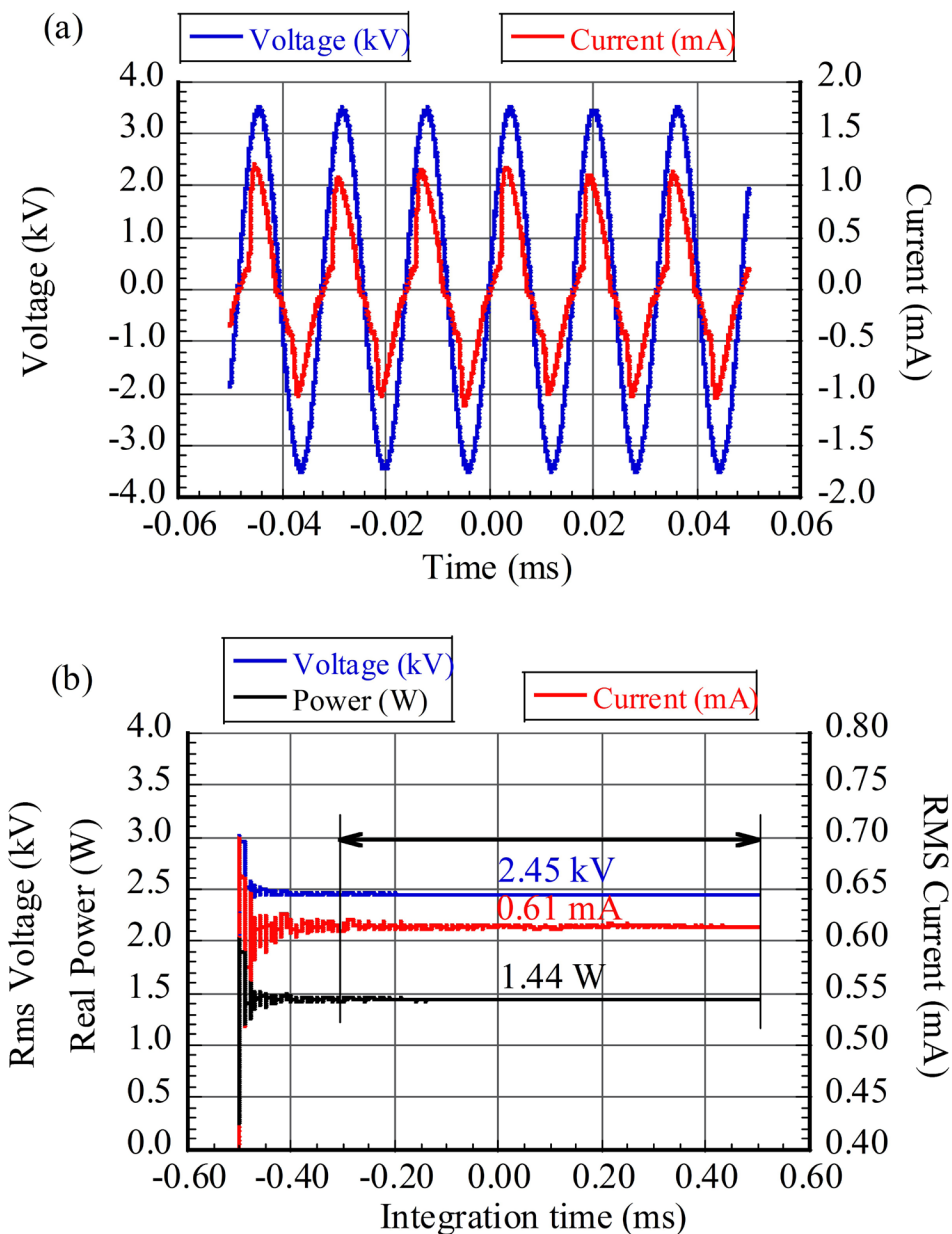 (a)
Voltage (kV)
Current (mA)
4.0
3.0
2.0
1.0
0.0
-1.0
-2.0
-3.0
-4.0
Voltage (kV)
2.0
1.5
1.0
0.5
0.0
-0.5
-1.0
-1.5
-2.0
Current (mA)
-0.06 -0.04 -0.02 0.00 0.02 0.04 0.06
Time (ms)
(b)
Voltage (kV)
Power (W)
Current (mA)
4.0
3.5
3.0
2.5
2.0
1.5
1.0
0.5
0.0
Rms Voltage (kV)
Real Power (W)
2.45 kV
0.61 mA
1.44 W
0.80
0.75
0.70
0.65
0.60
0.55
0.50
0.45
0.40
RMS Current (mA)
-0.60 -0.40 -0.20 0.00 0.20 0.40 0.60
Integration time (ms)